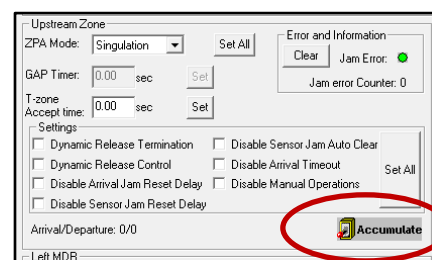 Upstream Zone
ZPA Mode: Singulation Set All
Error and Information
Clear Jam Error:
Jam error Counter: 0
GAP Timer: 0.00 sec Set
T-zone
Accept time: 0.00 sec Set
Settings
Dynamic Release Termination Disable Sensor Jam Auto Clear
Dynamic Release Control Disable Arrival Timeout Set All
Disable Arrival Jam Reset Delay Disable Manual Operations
Disable Sensor Jam Reset Delay
Arrival/Departure: 0/0 Accumulate
Left MDR